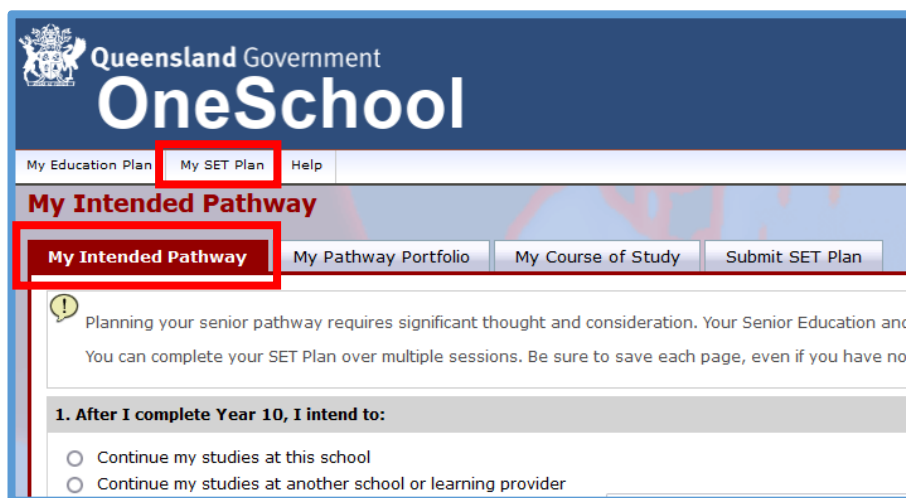 Queensland Government
OneSchool
My Education Plan My SET Plan Help
My Intended Pathway
My Intended Pathway My Pathway Portfolio My Course of Study Submit SET Plan
Planning your senior pathway requires significant thought and consideration. Your Senior Education and
You can complete your SET Plan over multiple sessions. Be sure to save each page, even if you have no
1. After I complete Year 10, I intend to:
Continue my studies at this school
Continue my studies at another school or learning provider